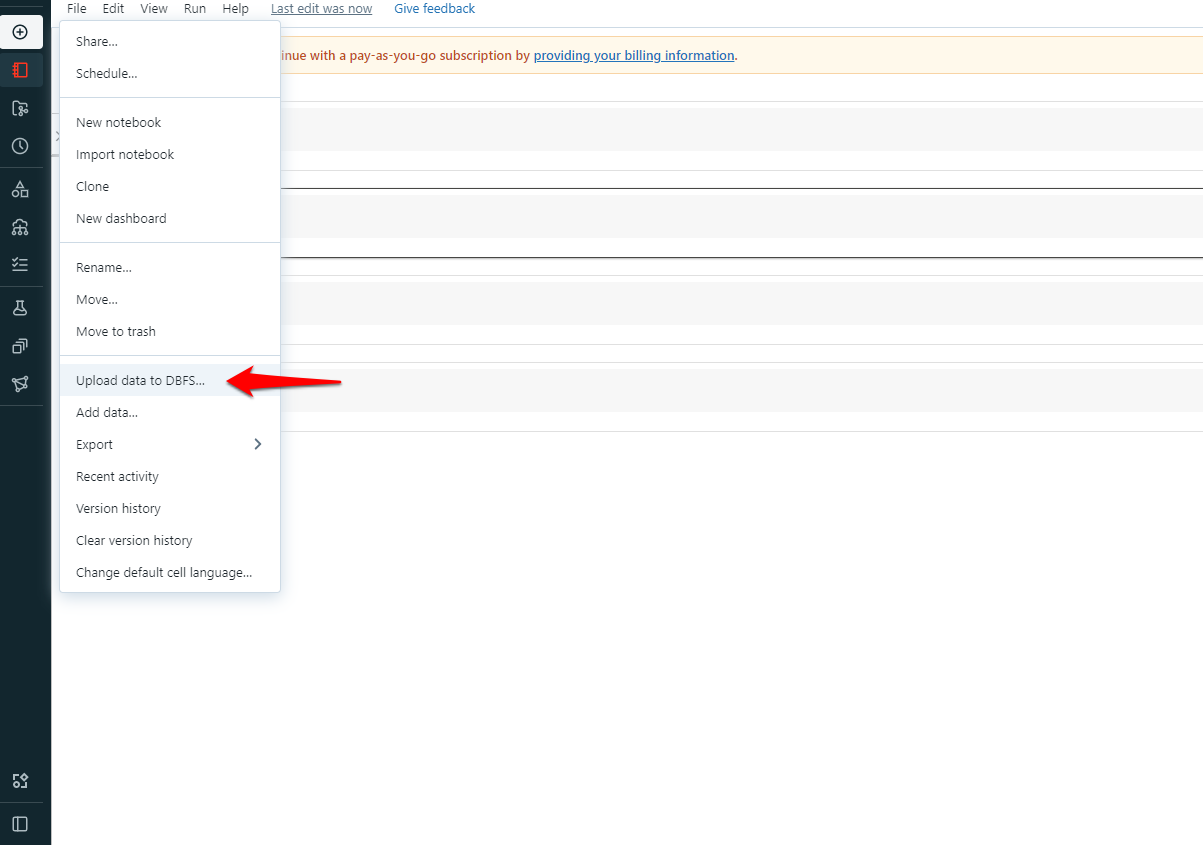 File Edit View Run Help Last edit was now Give feedback
Share...
inue with a pay-as-you-go subscription by providing your billing information.
Schedule...
New notebook
Import notebook
Clone
New dashboard
Rename...
Move...
Move to trash
Upload data to DBFS...
Add data...
Export
Recent activity
Version history
Clear version history
Change default cell language...